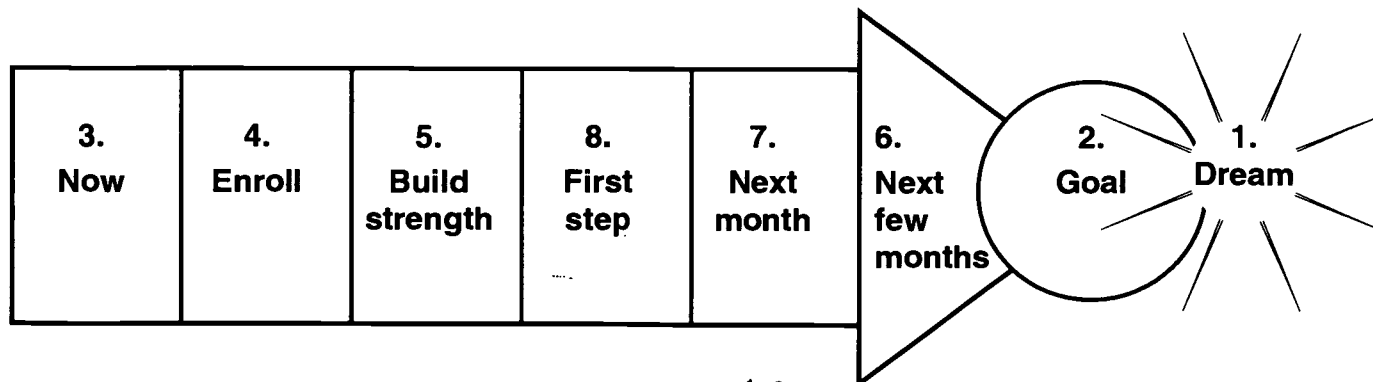 3.
Now
4.
Enroll
5.
Build
strength
8.
First
step
7.
Next
month
6.
Next
few
months
2.
Goal
1.
Dream